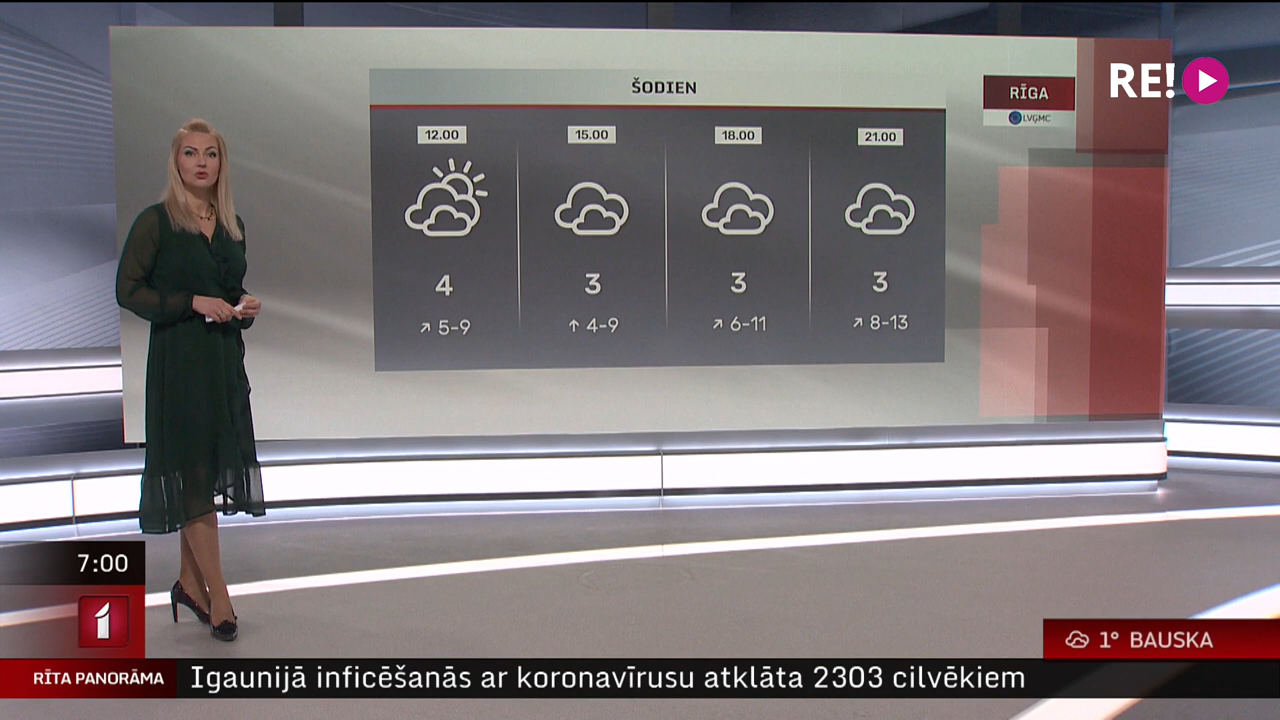 ŠODIEN
RĪGA
LVĢMC
RE!
12.00
15.00
18.00
21.00
4
3
3
3
↗ 5-9
↑ 4-9
↗ 6-11
↗ 8-13
7:00
1
1° BAUSKA
RĪTA PANORĀMA
Igaunijā inficēšanās ar koronavīrusu atklāta 2303 cilvēkiem